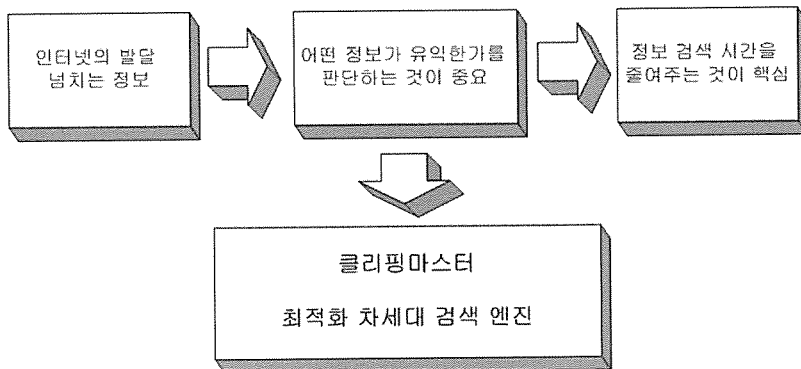 인터넷의 발달
넘치는 정보
어떤 정보가 유익한가를
판단하는 것이 중요
정보 검색 시간을
줄여주는 것이 핵심
클리핑마스터
최적화 차세대 검색 엔진